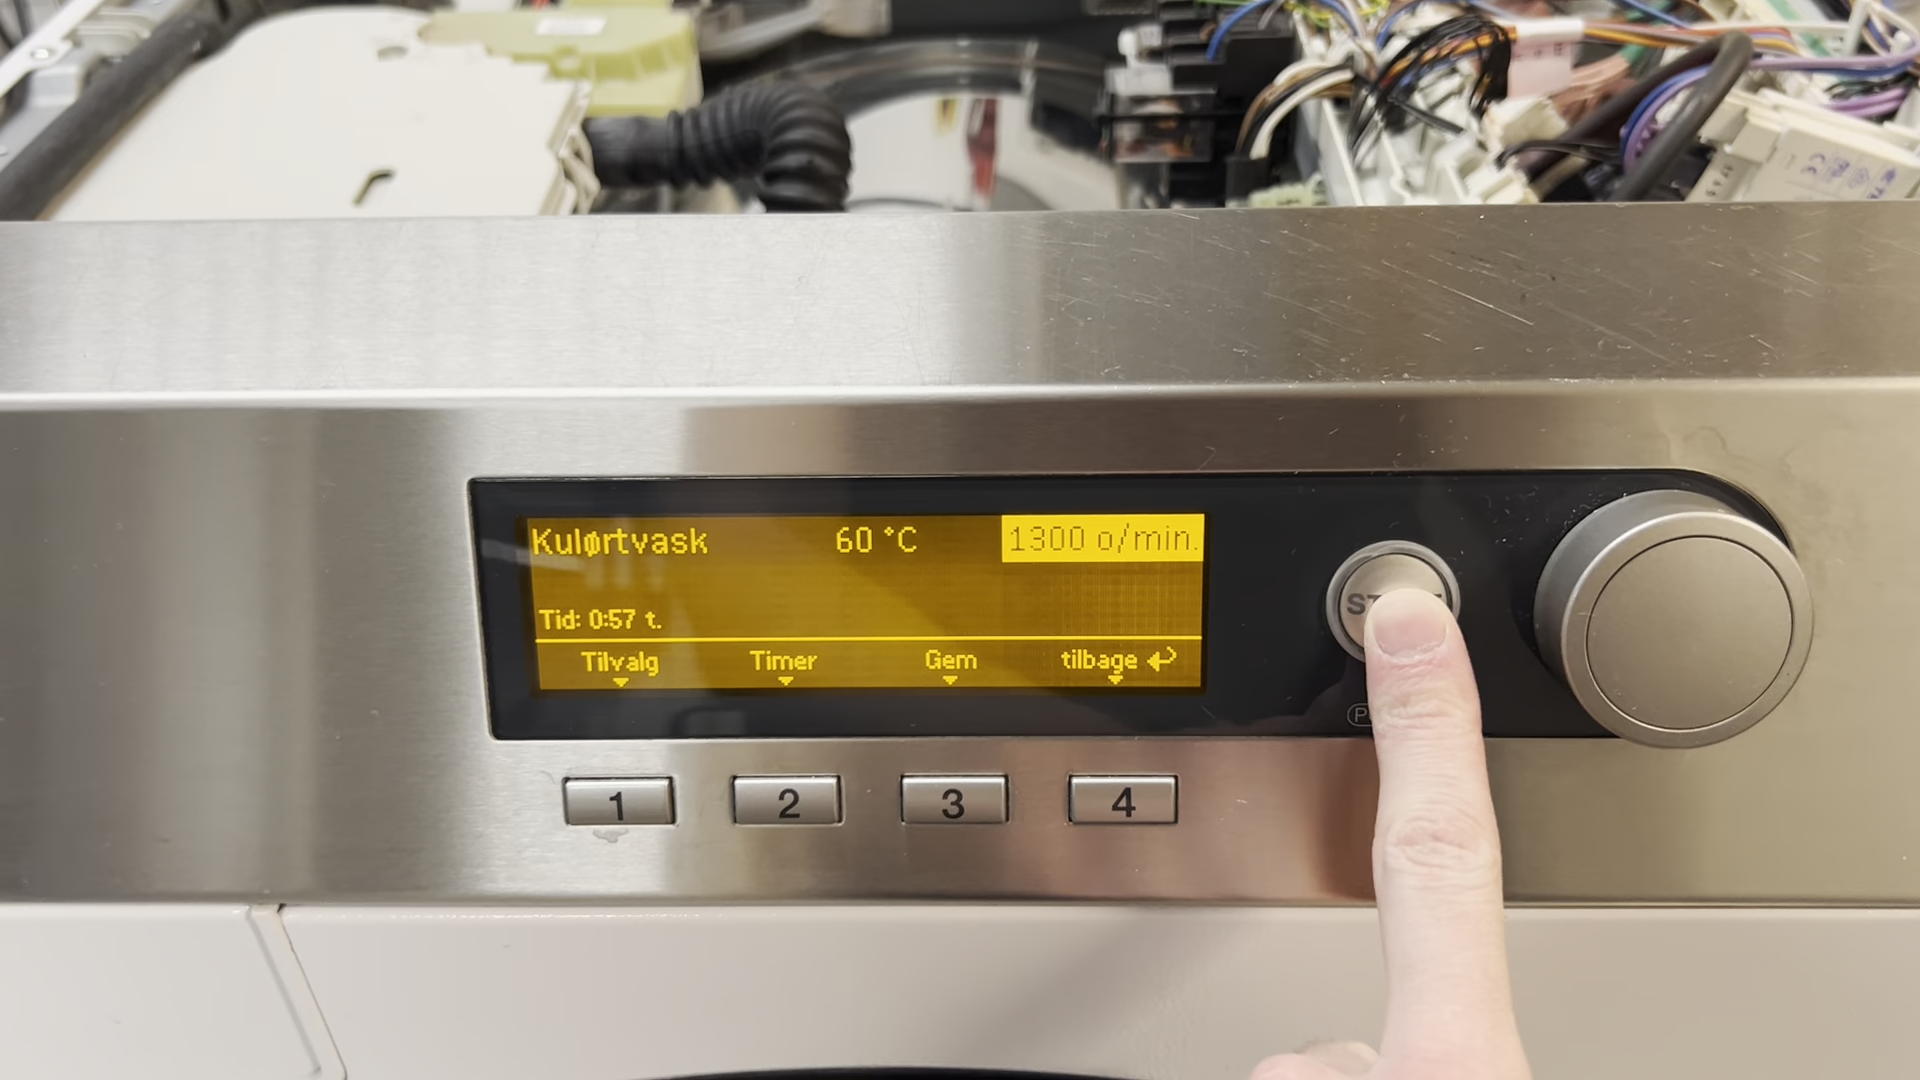 Kulørtvask 60 °C 1300 o/min.
Tid: 0:57 t.
Tilvalg Timer Gem tilbage
1 2 3 4